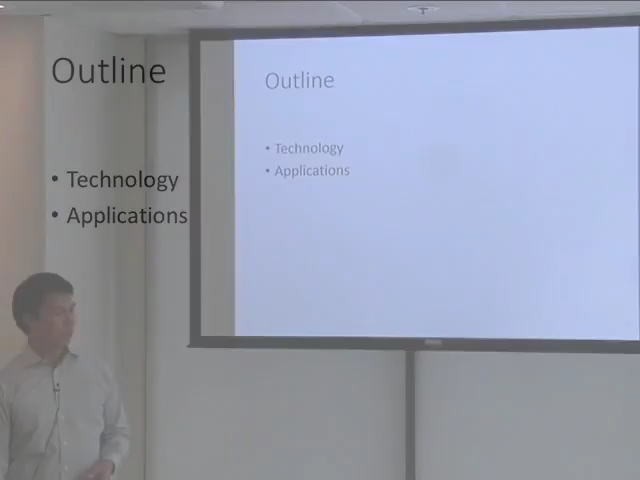 Outline
• Technology
• Applications
Outline
• Technology
• Applications